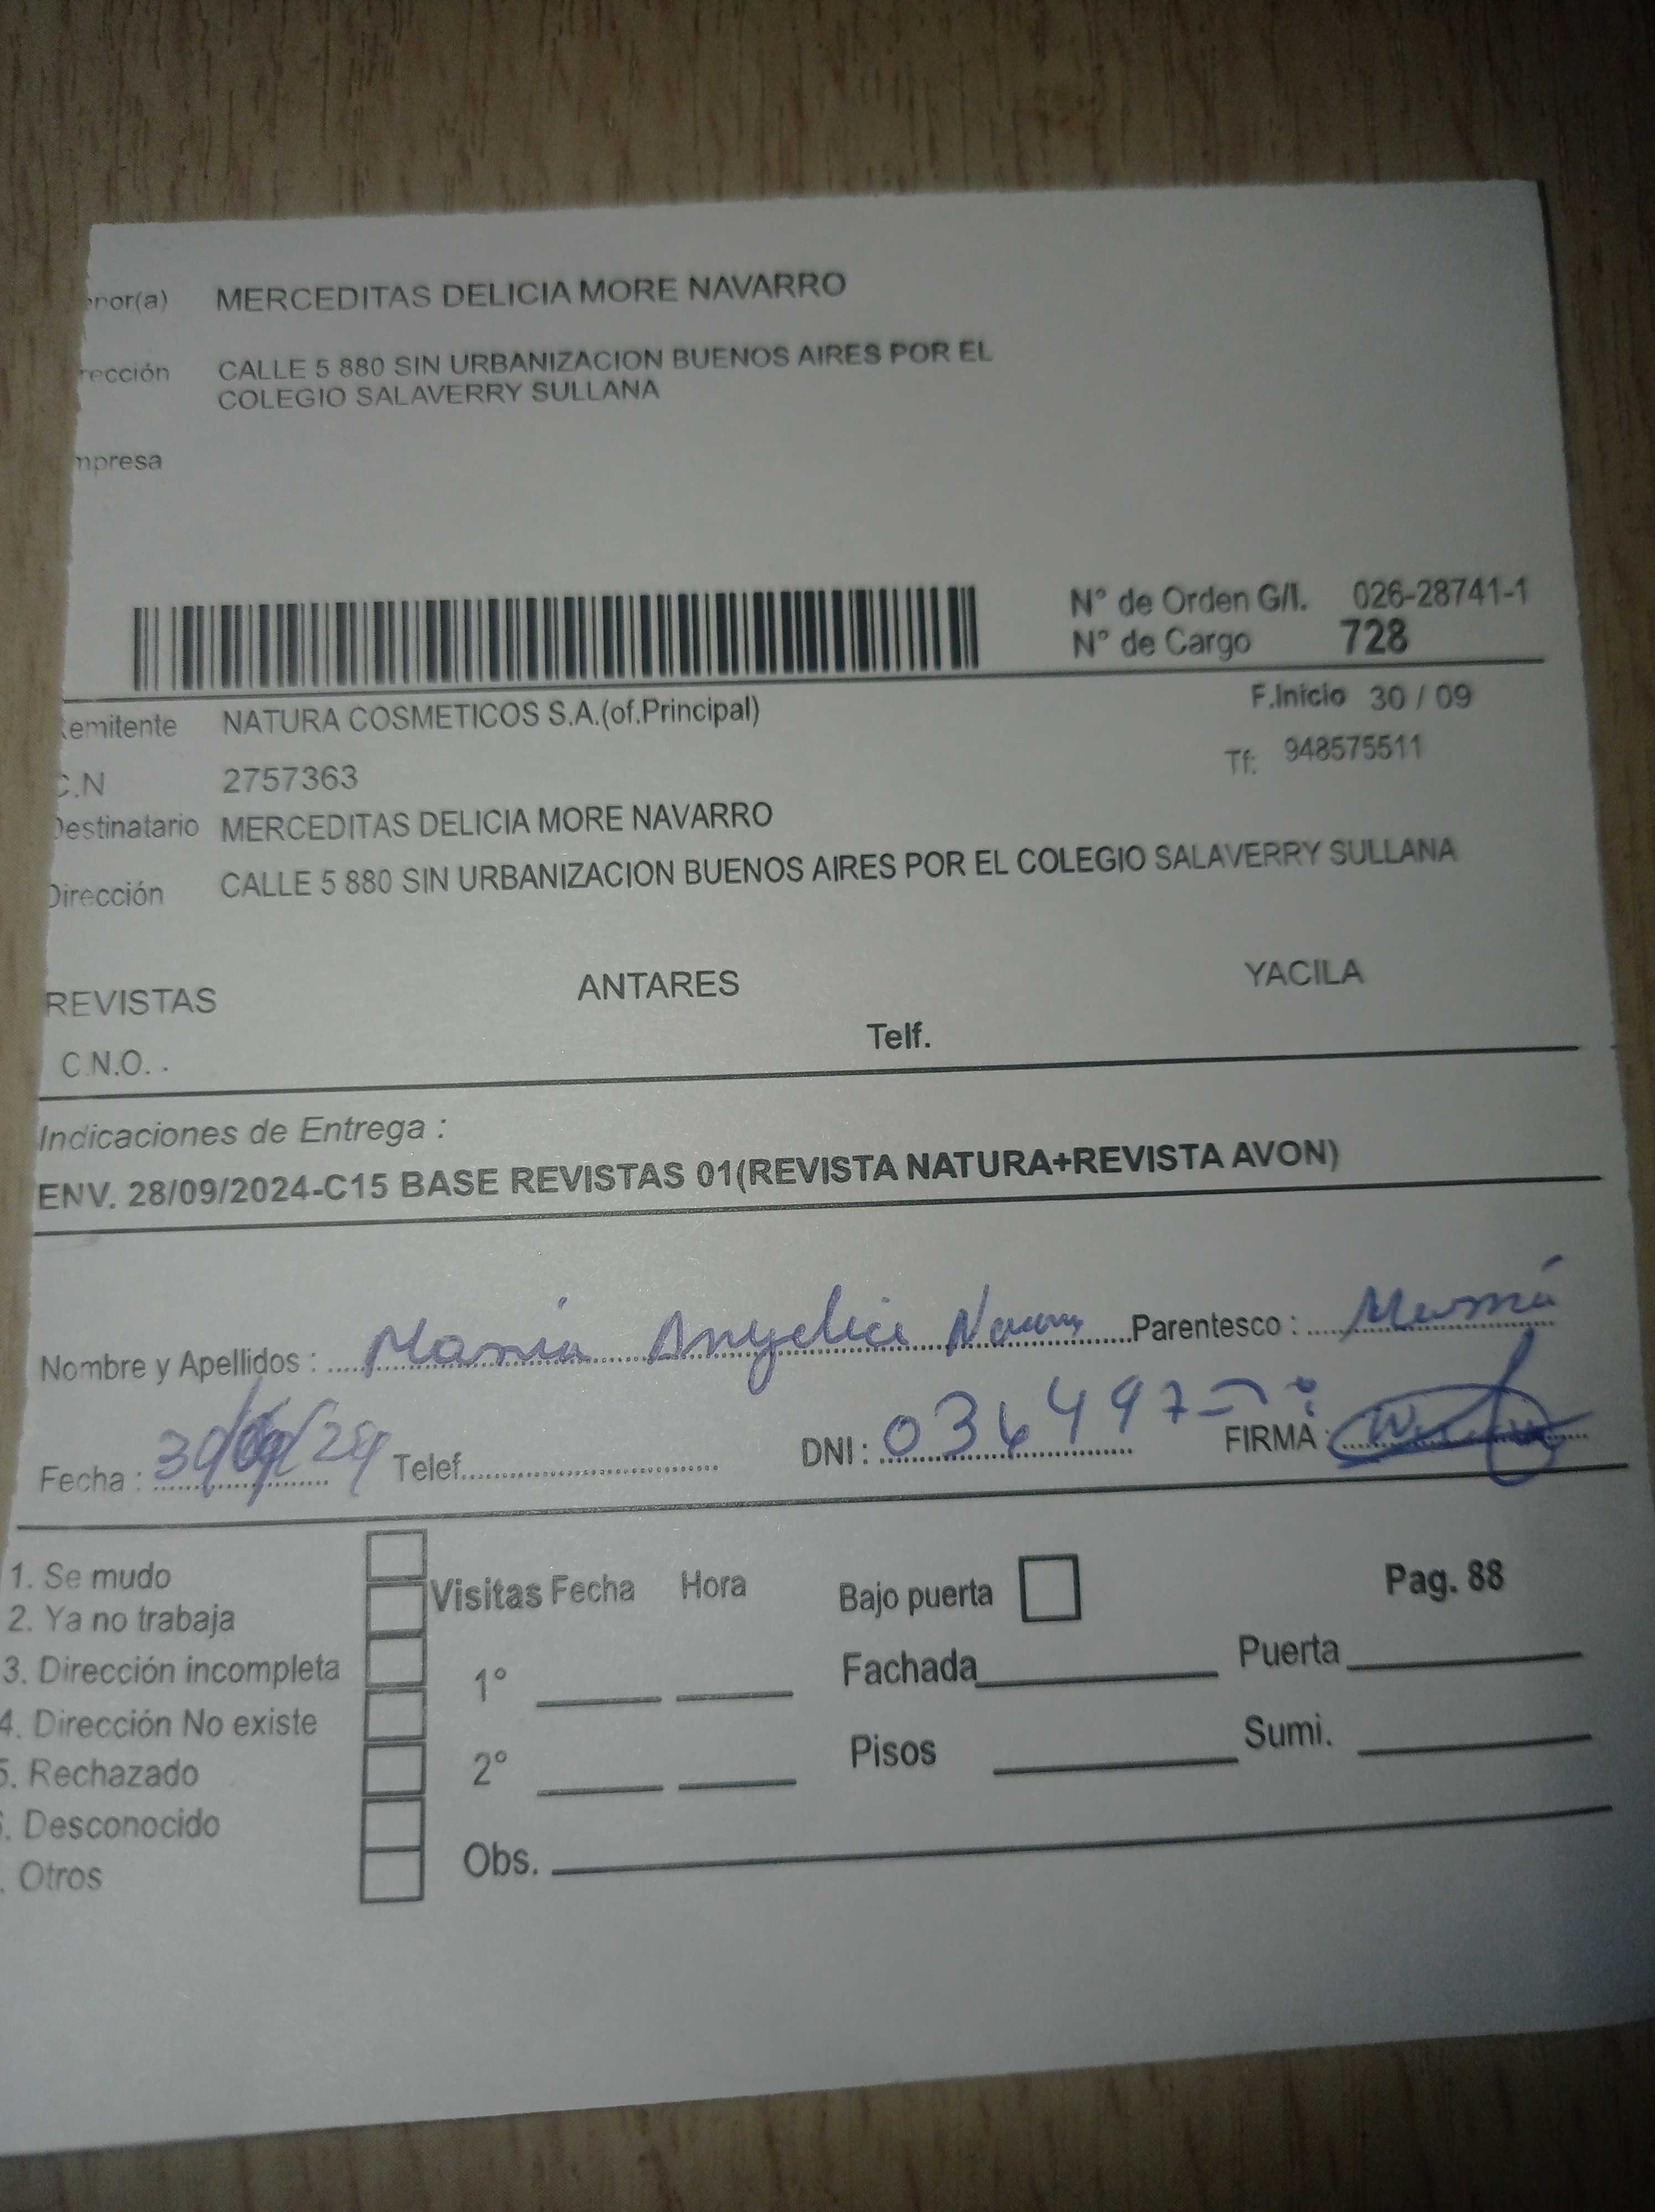 enor(a) MERCEDITAS DELICIA MORE NAVARRO
rección CALLE 5 880 SIN URBANIZACION BUENOS AIRES POR EL
COLEGIO SALAVERRY SULLANA
mpresa
N° de Orden G/I. 026-28741-1
N° de Cargo 728
Remitente NATURA COSMETICOS S.A.(of.Principal) F.Inicio 30 / 09
C.N 2757363 Tf: 948575511
Destinatario MERCEDITAS DELICIA MORE NAVARRO
Dirección CALLE 5 880 SIN URBANIZACION BUENOS AIRES POR EL COLEGIO SALAVERRY SULLANA
REVISTAS ANTARES YACILA
C.N.O. . Telf.
Indicaciones de Entrega :
ENV. 28/09/2024-C15 BASE REVISTAS 01(REVISTA NATURA+REVISTA AVON)
Nombre y Apellidos : María Angelica Parentesco : Mamá
Fecha : Telef. DNI : FIRMA :
1. Se mudo
2. Ya no trabaja Visitas Fecha Hora Bajo puerta Pag. 88
3. Dirección incompleta 1° Fachada Puerta
4. Dirección No existe
5. Rechazado 2° Pisos Sumi.
. Desconocido
. Otros Obs.